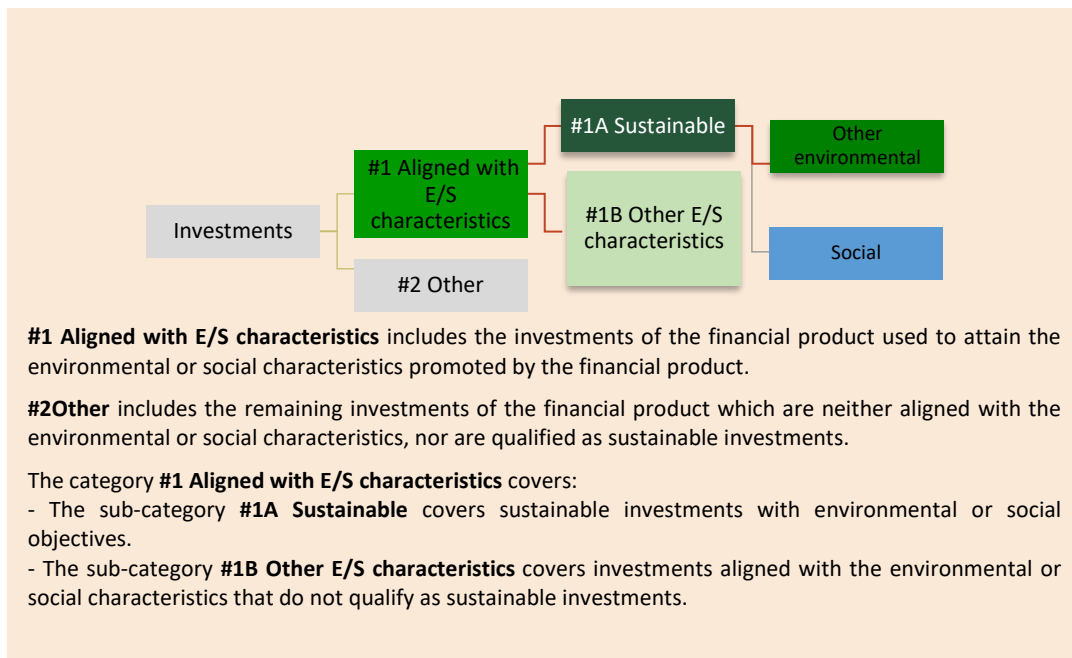 #1A Sustainable
Other
environmental
#1 Aligned with
E/S
characteristics
#1B Other E/S
characteristics
Investments
Social
#2 Other
#1 Aligned with E/S characteristics includes the investments of the financial product used to attain the
environmental or social characteristics promoted by the financial product.
#2Other includes the remaining investments of the financial product which are neither aligned with the
environmental or social characteristics, nor are qualified as sustainable investments.
The category #1 Aligned with E/S characteristics covers:
- The sub-category #1A Sustainable covers sustainable investments with environmental or social
objectives.
- The sub-category #1B Other E/S characteristics covers investments aligned with the environmental or
social characteristics that do not qualify as sustainable investments.